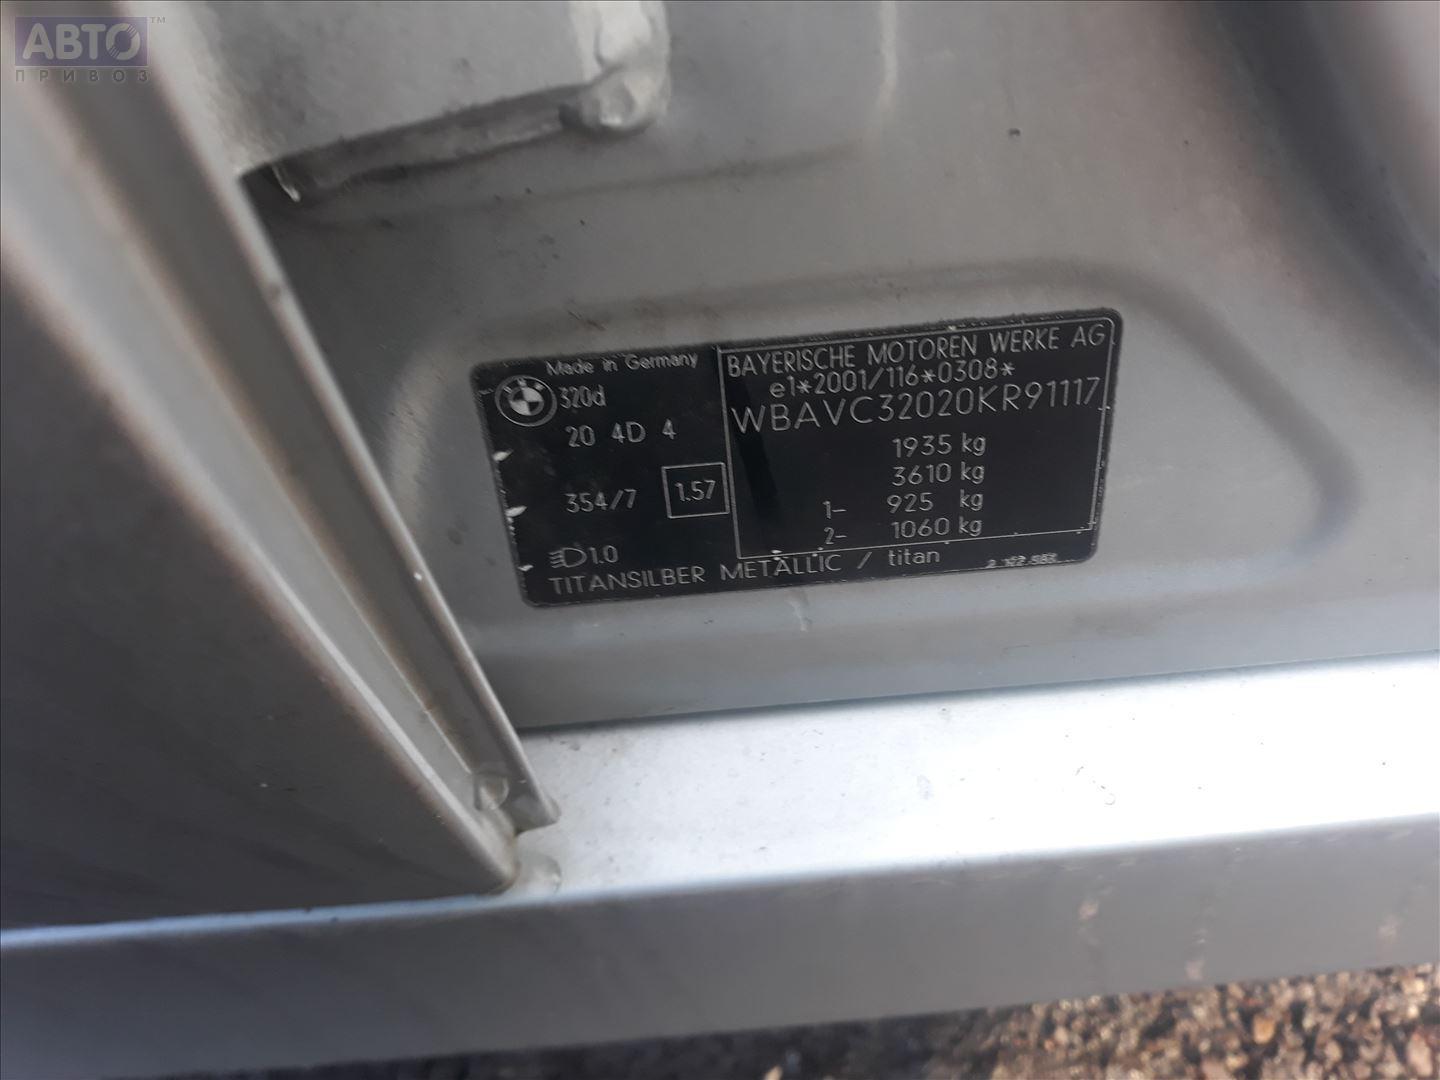 АВТО™
ПРИВОЗ
Made in Germany
320d
20 4D 4
354/7 1.57
1.0
BAYERISCHE MOTOREN WERKE AG
e1*2001/116*0308*
WBAVC32020KR91117
1935 kg
3610 kg
1- 925 kg
2- 1060 kg
TITANSILBER METALLIC / titan